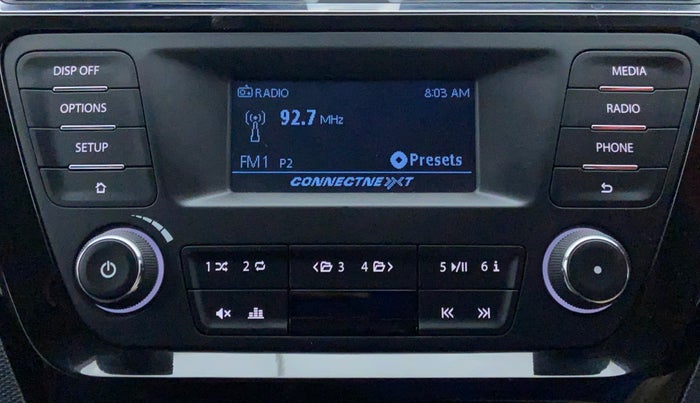 DISP OFF
OPTIONS
SETUP
RADIO 8:03 AM
92.7 MHz
FM1 P2 Presets
CONNECTNEXT
MEDIA
RADIO
PHONE
1 2 3 4 5 6 i